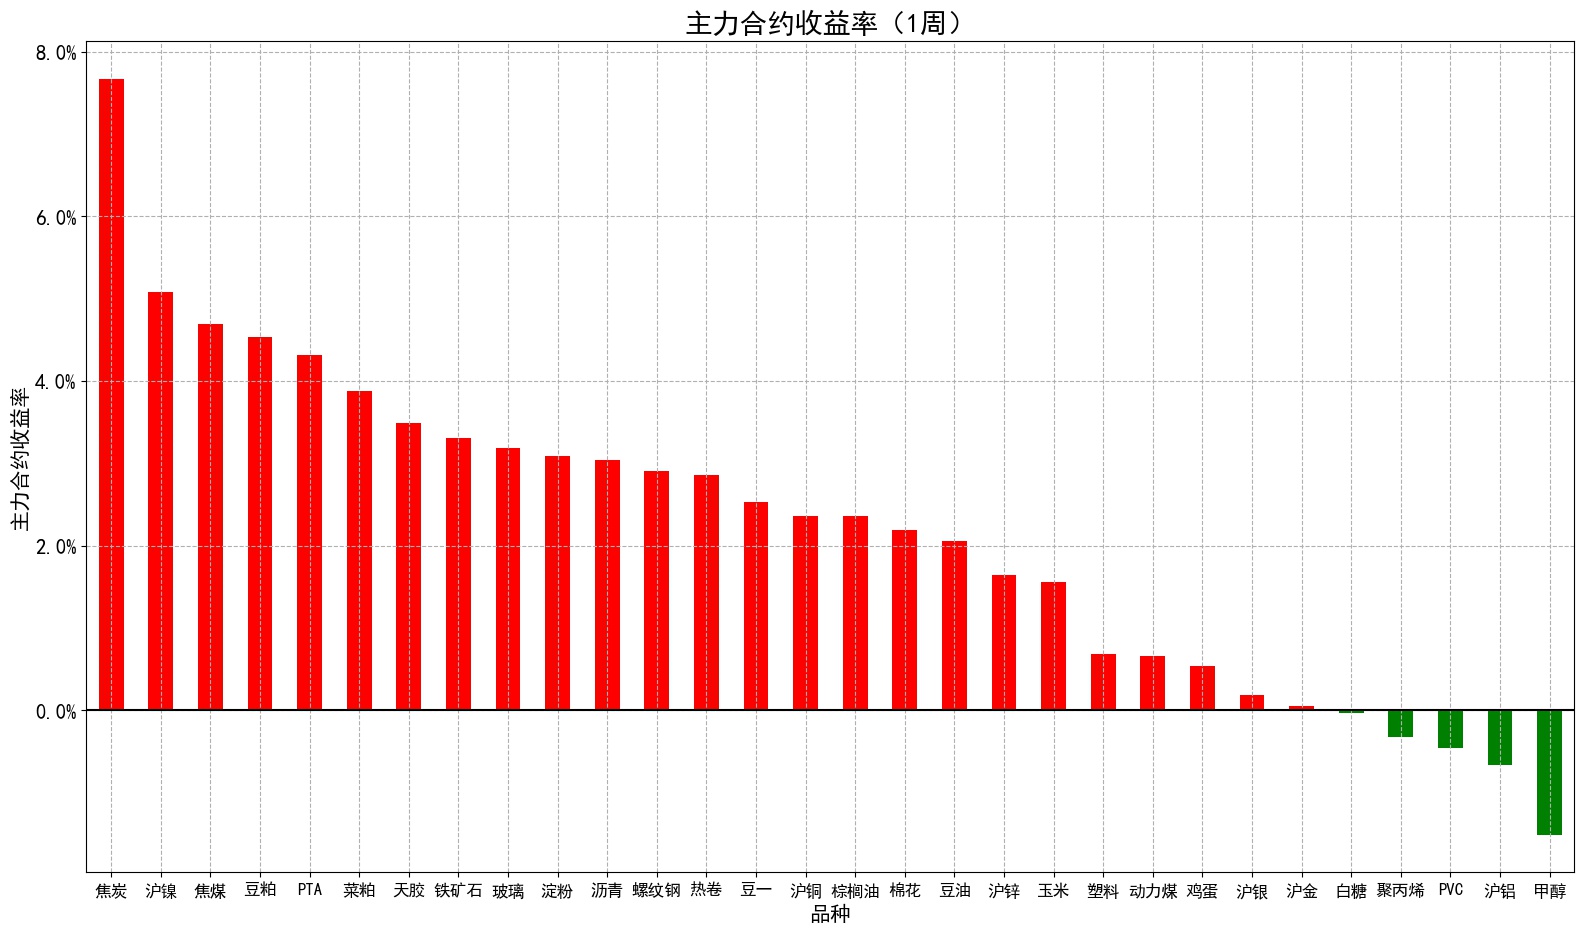 主力合约收益率（1周）
8.0%
6.0%
4.0%
2.0%
0.0%
主力合约收益率
焦炭 沪镍 焦煤 豆粕 PTA 菜粕 天胶 铁矿石 玻璃 淀粉 沥青 螺纹钢 热卷 豆一 沪铜 棕榈油 棉花 豆油 沪锌 玉米 塑料 动力煤 鸡蛋 沪银 沪金 白糖 聚丙烯 PVC 沪铝 甲醇
品种